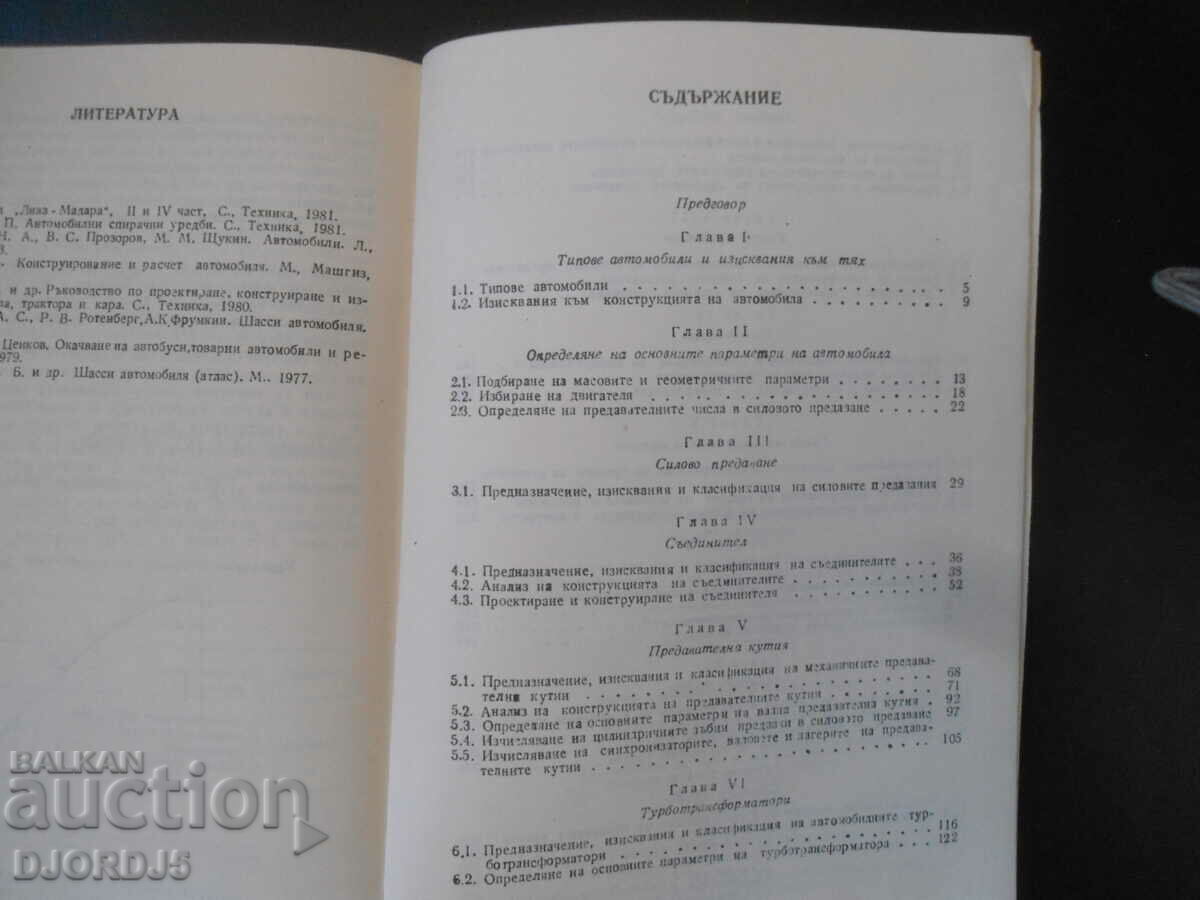 ЛИТЕРАТУРА
„Лиаз-Мадара“, II и IV част, С., Техника, 1981.
П. Автомобилни спирачни уредби. С., Техника, 1981.
Н. А., В. С. Прозоров, М. М. Щукин. Автомобили. Л.,
Конструирование и расчет автомобиля. М., Машгиз,
и др. Ръководство по проектиране, конструиране и из-
трактора и кара. С., Техника, 1980.
А. С., Р. В. Ротенберг, А.К Фрумкин. Шасси автомобиля.
Ценков. Окачване на автобуси, товарни автомобили и ре-
1979.
Б. и др. Шасси автомобиля (атлас). М., 1977.
СЪДЪРЖАНИЕ
Предговор
Глава I
Типове автомобили и изисквания към тях
1.1. Типове автомобили . . . . . . . . . . 5
1.2. Изисквания към конструкцията на автомобила . . . . . . . . 9
Глава II
Определяне на основните параметри на автомобила
2.1. Подбиране на масовите и геометричните параметри . . . . . . . 13
2.2. Избиране на двигателя . . . . . . . . . . 18
2.3. Определяне на предавателните числа в силовото предаване . . . . . 22
Глава III
Силово предаване
3.1. Предназначение, изисквания и класификация на силовите предавания 29
Глава IV
Съединител
4.1. Предназначение, изисквания и класификация на съединителите . . . 36
4.2. Анализ на конструкцията на съединителите . . . . . . . . 38
4.3. Проектиране и конструиране на съединителя . . . . . . . . 52
Глава V
Предавателна кутия
5.1. Предназначение, изисквания и класификация на механичните предава-
телни кутии . . . . . . . . . . 68
5.2. Анализ на конструкцията на предавателните кутии . . . . . . 71
5.3. Определяне на основните параметри на предавателна кутия . 92
5.4. Изчисляване на цилиндричните зъбни предавки в силовото предаване 97
5.5. Изчисляване на синхронизаторите, валовете и лагерите на предава-
телните кутии . . . . . . . . . . 105
Глава VI
Турботрансформатори
6.1. Предназначение, изисквания и класификация на автомобилните тур-
ботрансформатори . . . . . . . . . . 116
6.2. Определяне на основните параметри на турботрансформатора . . . . 122
BALKAN
auction
DJORDJ5